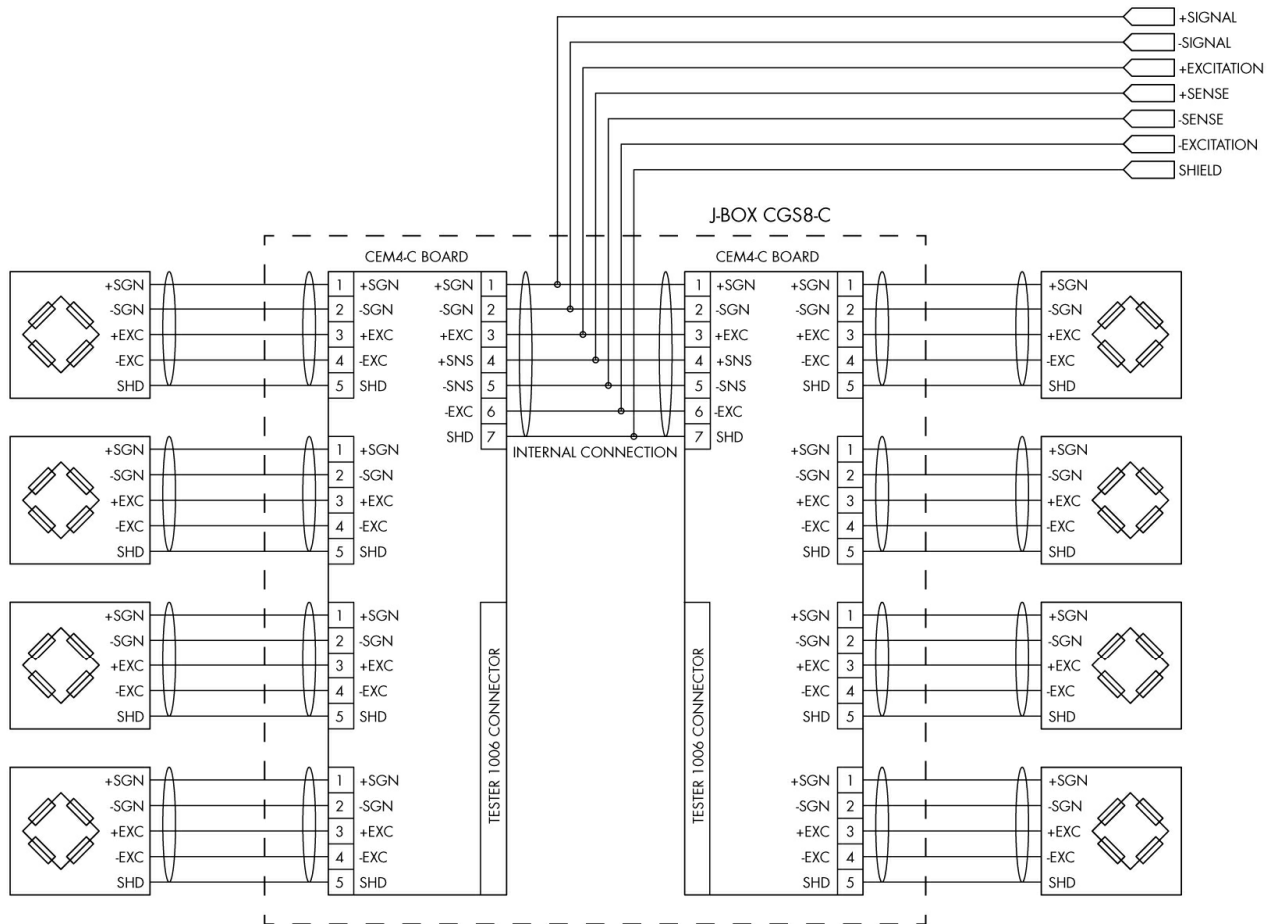 +SIGNAL
-SIGNAL
+EXCITATION
+SENSE
-SENSE
-EXCITATION
SHIELD
J-BOX CGS8-C
CEM4-C BOARD CEM4-C BOARD
+SGN 1 +SGN +SGN 1 1 +SGN +SGN 1 +SGN
-SGN 2 -SGN -SGN 2 2 -SGN -SGN 2 -SGN
+EXC 3 +EXC +EXC 3 3 +EXC +EXC 3 +EXC
-EXC 4 -EXC +SNS 4 4 +SNS -EXC 4 -EXC
SHD 5 SHD -SNS 5 5 -SNS SHD 5 SHD
-EXC 6 6 -EXC
SHD 7 7 SHD
INTERNAL CONNECTION
+SGN 1 +SGN +SGN 1 +SGN
-SGN 2 -SGN -SGN 2 -SGN
+EXC 3 +EXC +EXC 3 +EXC
-EXC 4 -EXC -EXC 4 -EXC
SHD 5 SHD SHD 5 SHD
+SGN 1 +SGN +SGN 1 +SGN
-SGN 2 -SGN -SGN 2 -SGN
+EXC 3 +EXC +EXC 3 +EXC
-EXC 4 -EXC -EXC 4 -EXC
SHD 5 SHD SHD 5 SHD
TESTER 1006 CONNECTOR TESTER 1006 CONNECTOR
+SGN 1 +SGN +SGN 1 +SGN
-SGN 2 -SGN -SGN 2 -SGN
+EXC 3 +EXC +EXC 3 +EXC
-EXC 4 -EXC -EXC 4 -EXC
SHD 5 SHD SHD 5 SHD